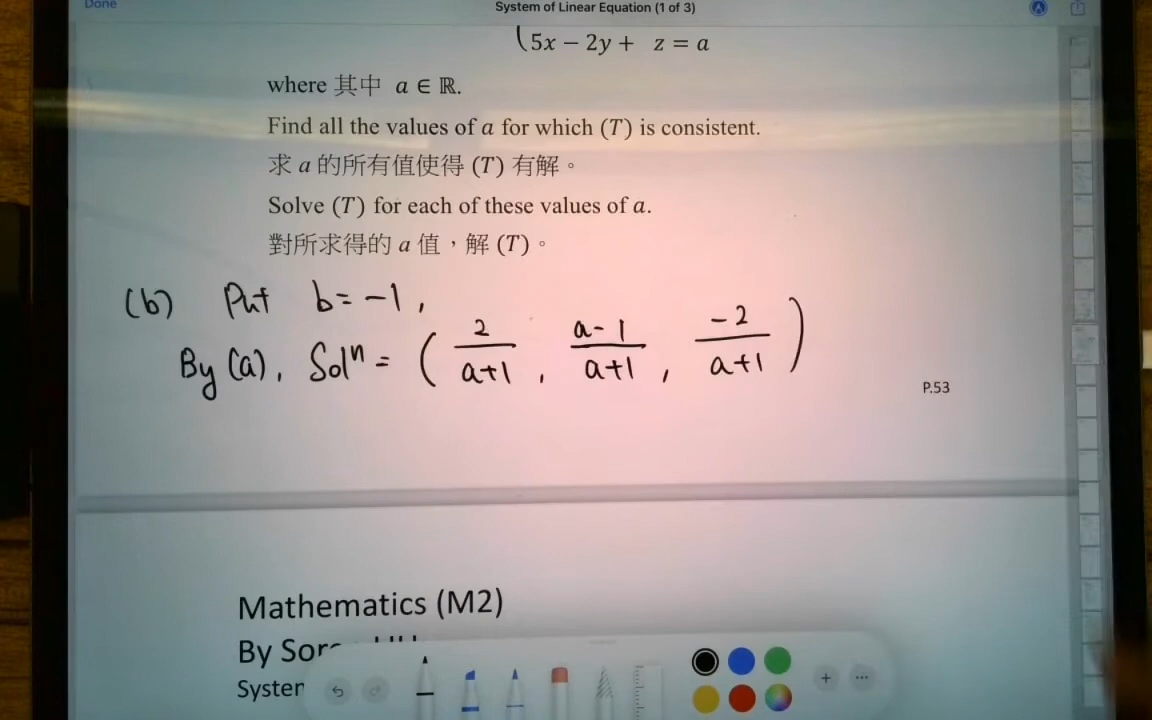 Done System of Linear Equation (1 of 3)
5x − 2y + z = a
where 其中 a ∈ ℝ.
Find all the values of a for which (T) is consistent.
求 a 的所有值使得 (T) 有解。
Solve (T) for each of these values of a.
對所求得的 a 值，解 (T)。
(b) Put b = -1,
By (a), Solⁿ = ( 2/(a+1) , (a-1)/(a+1) , -2/(a+1) )
P.53
Mathematics (M2)
By